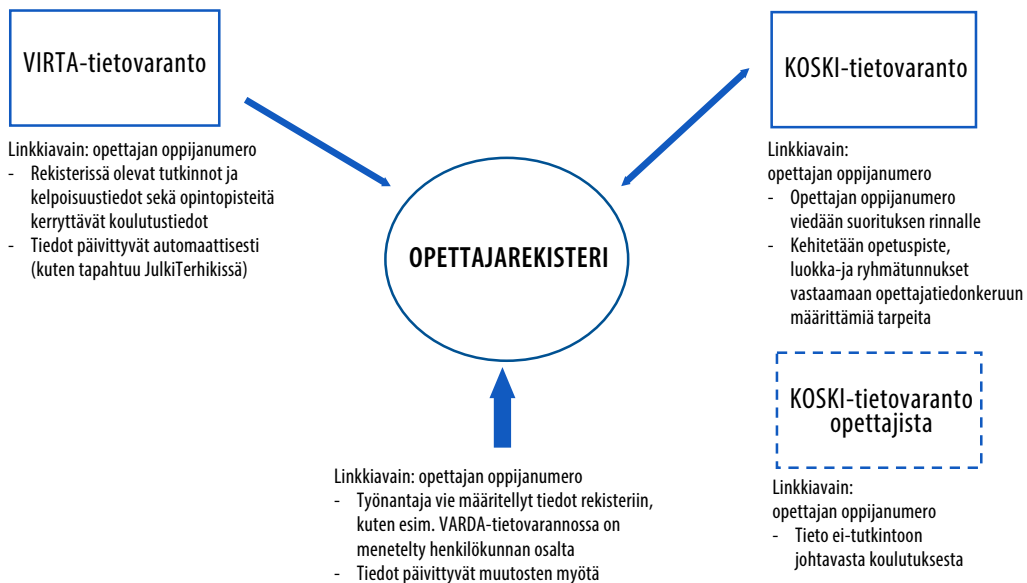 VIRTA-tietovaranto
Linkkiavain: opettajan oppijanumero
- Rekisterissä olevat tutkinnot ja
kelpoisuustiedot sekä opintopisteitä
kerryttävät koulutustiedot
- Tiedot päivittyvät automaattisesti
(kuten tapahtuu JulkiTerhikissä)
OPETTAJAREKISTERI
Linkkiavain: opettajan oppijanumero
- Työnantaja vie määritellyt tiedot rekisteriin,
kuten esim. VARDA-tietovarannossa on
menetelty henkilökunnan osalta
- Tiedot päivittyvät muutosten myötä
KOSKI-tietovaranto
Linkkiavain:
opettajan oppijanumero
- Opettajan oppijanumero
viedään suorituksen rinnalle
- Kehitetään opetuspiste,
luokka-ja ryhmätunnukset
vastaamaan opettajatiedonkeruun
määrittämiä tarpeita
KOSKI-tietovaranto
opettajista
Linkkiavain:
opettajan oppijanumero
- Tieto ei-tutkintoon
johtavasta koulutuksesta